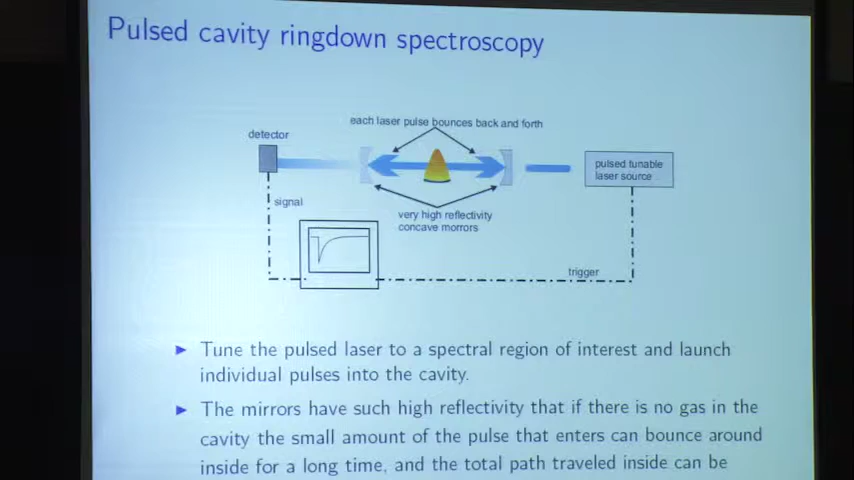 Pulsed cavity ringdown spectroscopy
each laser pulse bounces back and forth
detector
pulsed tunable
laser source
signal
very high reflectivity
concave morrors
trigger
Tune the pulsed laser to a spectral region of interest and launch
individual pulses into the cavity.
The mirrors have such high reflectivity that if there is no gas in the
cavity the small amount of the pulse that enters can bounce around
inside for a long time, and the total path traveled inside can be